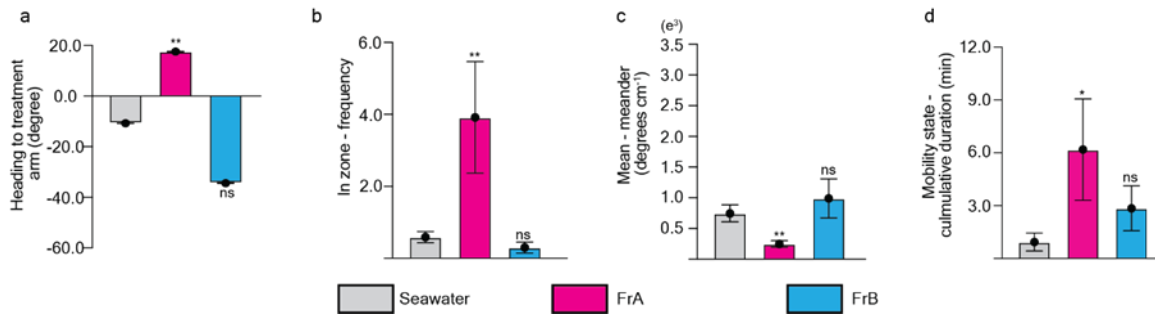 a
Heading to treatment
arm (degree)
20.0
0.0
-20.0
-40.0
-60.0
**
ns
b
In zone - frequency
6.0
4.0
2.0
**
ns
c
(e³)
Mean - meander
(degrees cm⁻¹)
3.5
3.0
2.5
2.0
1.5
1.0
0.5
**
ns
d
Mobility state -
culmulative duration (min)
12.0
9.0
6.0
3.0
*
ns
Seawater
FrA
FrB